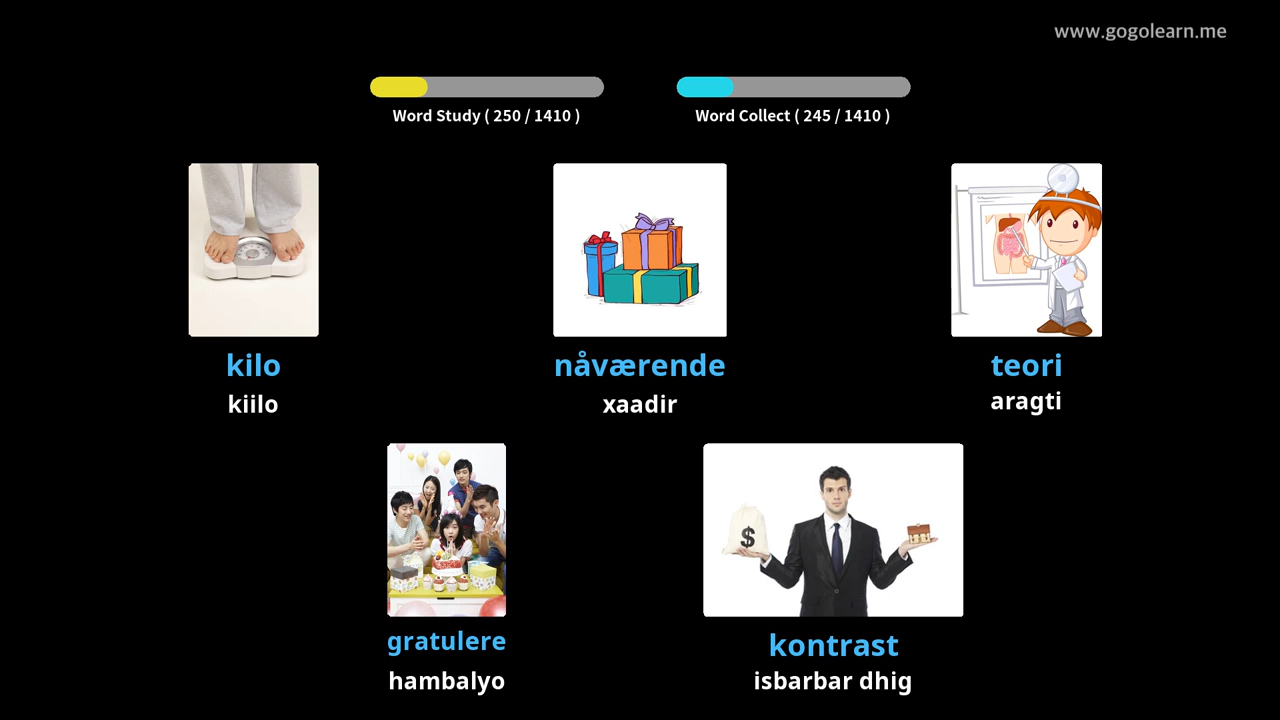 www.gogolearn.me
Word Study ( 250 / 1410 )
Word Collect ( 245 / 1410 )
kilo
kiilo
nåværende
xaadir
teori
aragti
gratulere
hambalyo
$
kontrast
isbarbar dhig